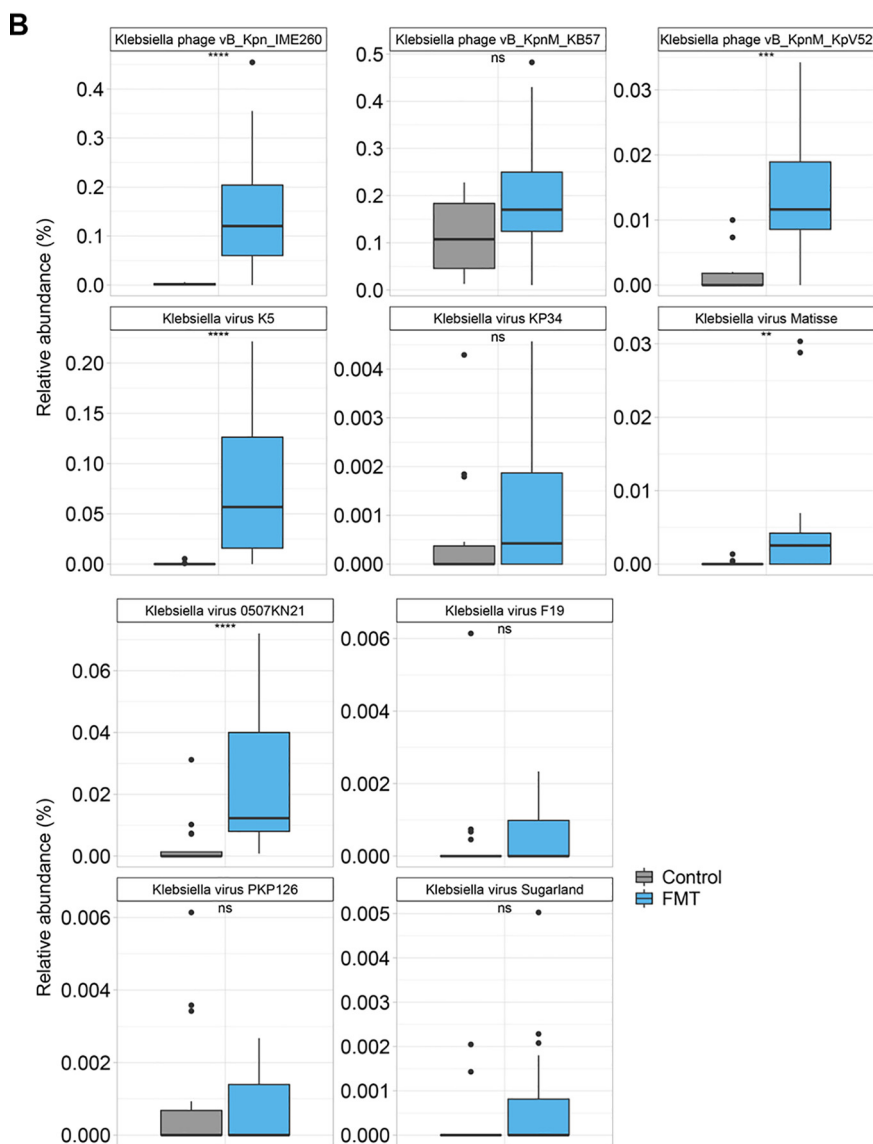 B
Klebsiella phage vB_Kpn_IME260
Klebsiella phage vB_KpnM_KB57
Klebsiella phage vB_KpnM_KpV52
****
ns
***
0.4
0.3
0.2
0.1
0.0
0.5
0.4
0.3
0.2
0.1
0.0
0.03
0.02
0.01
0.00
Relative abundance (%)
Klebsiella virus K5
Klebsiella virus KP34
Klebsiella virus Matisse
****
ns
**
0.20
0.15
0.10
0.05
0.00
0.004
0.003
0.002
0.001
0.000
0.03
0.02
0.01
0.00
Klebsiella virus 0507KN21
Klebsiella virus F19
****
ns
0.06
0.04
0.02
0.00
0.006
0.004
0.002
0.000
Relative abundance (%)
Klebsiella virus PKP126
Klebsiella virus Sugarland
ns
ns
0.006
0.004
0.002
0.000
0.005
0.004
0.003
0.002
0.001
0.000
Control
FMT